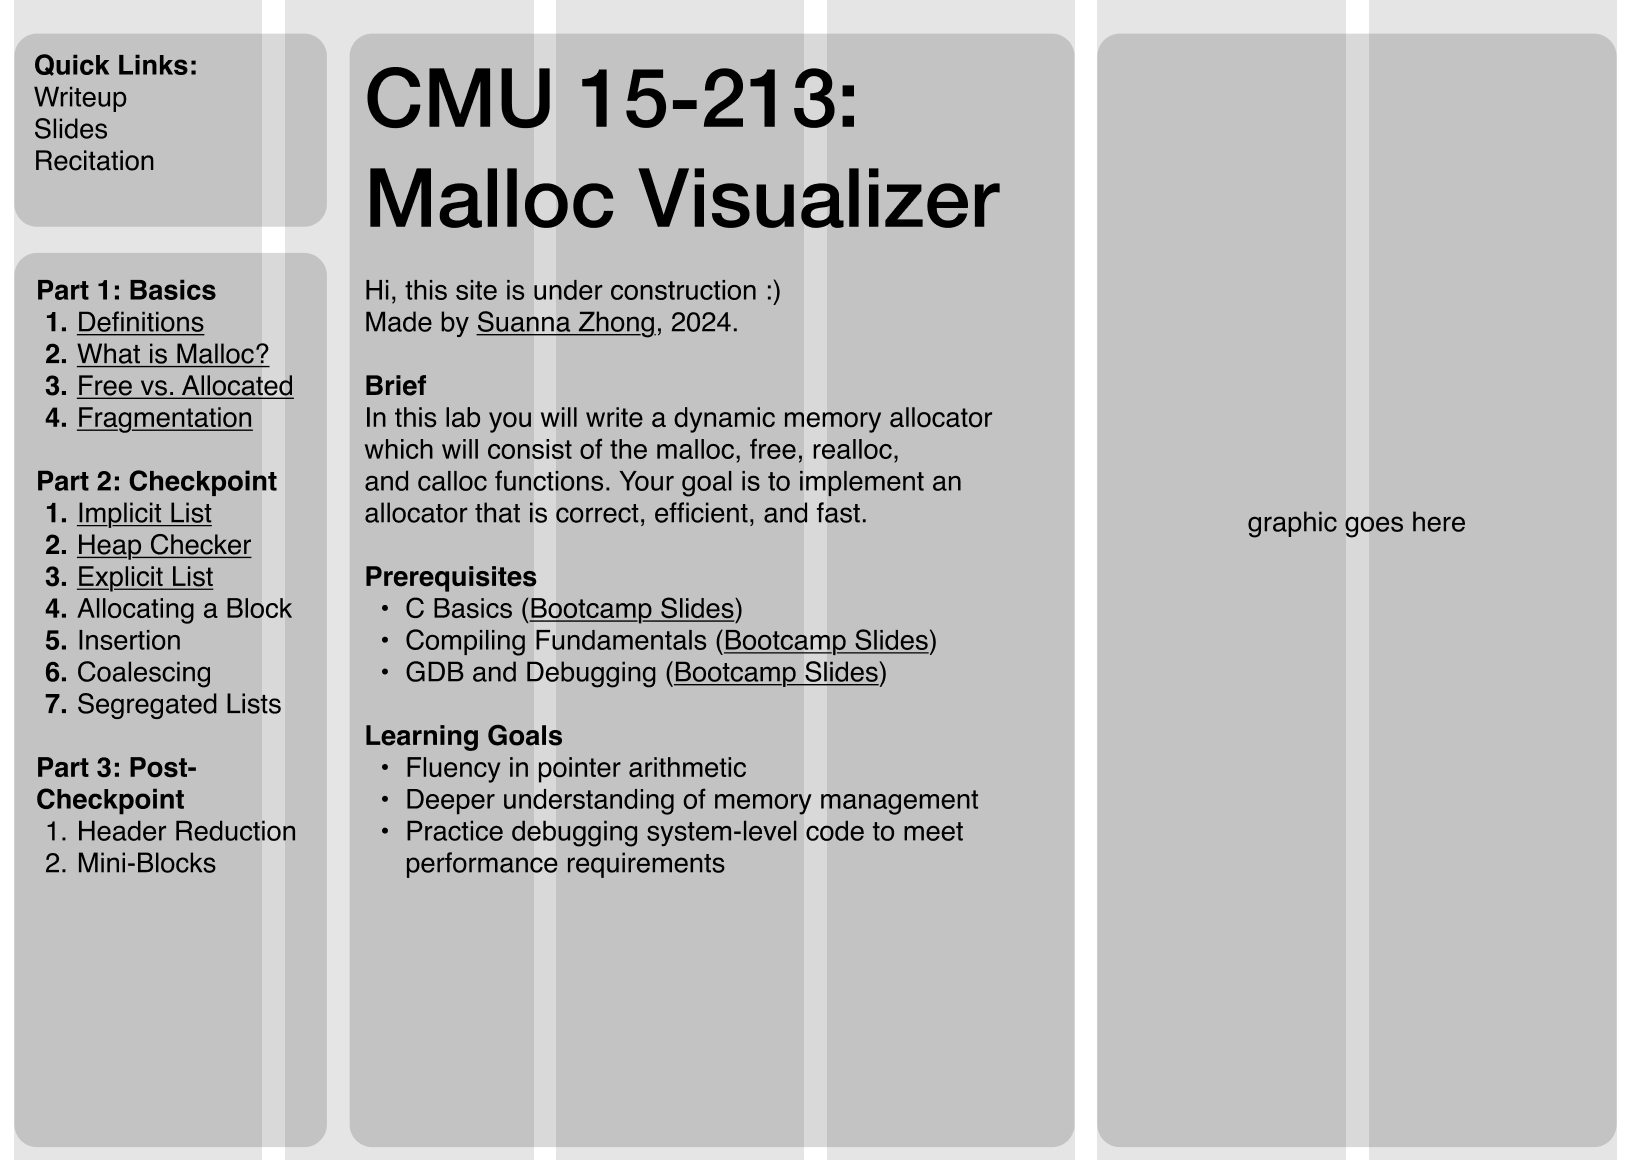 Quick Links:
Writeup
Slides
Recitation
Part 1: Basics
1. Definitions
2. What is Malloc?
3. Free vs. Allocated
4. Fragmentation
Part 2: Checkpoint
1. Implicit List
2. Heap Checker
3. Explicit List
4. Allocating a Block
5. Insertion
6. Coalescing
7. Segregated Lists
Part 3: Post-
Checkpoint
1. Header Reduction
2. Mini-Blocks
CMU 15-213:
Malloc Visualizer
Hi, this site is under construction :)
Made by Suanna Zhong, 2024.
Brief
In this lab you will write a dynamic memory allocator
which will consist of the malloc, free, realloc,
and calloc functions. Your goal is to implement an
allocator that is correct, efficient, and fast.
Prerequisites
• C Basics (Bootcamp Slides)
• Compiling Fundamentals (Bootcamp Slides)
• GDB and Debugging (Bootcamp Slides)
Learning Goals
• Fluency in pointer arithmetic
• Deeper understanding of memory management
• Practice debugging system-level code to meet
performance requirements
graphic goes here